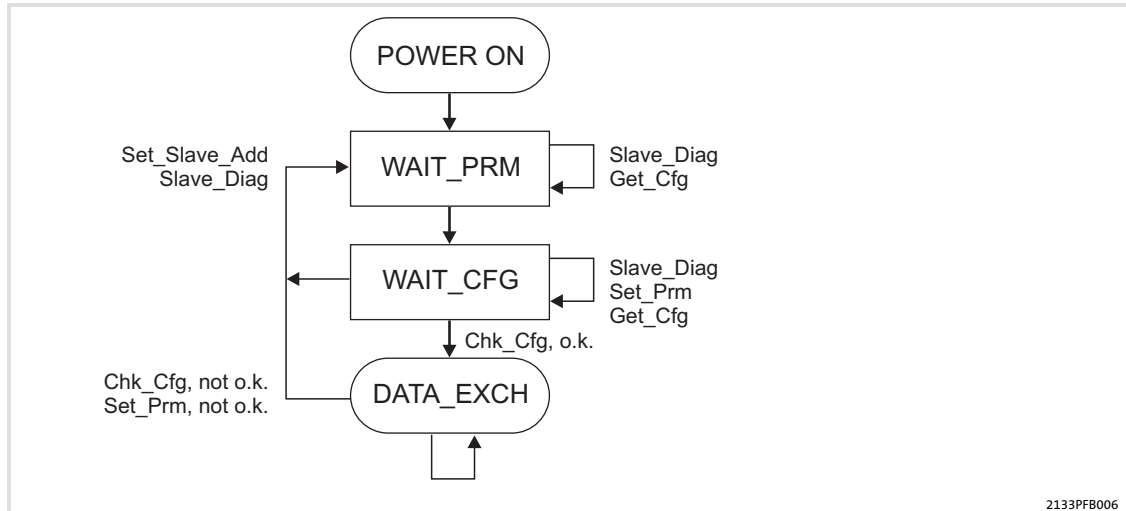 POWER ON
Set_Slave_Add
Slave_Diag
WAIT_PRM
Slave_Diag
Get_Cfg
WAIT_CFG
Slave_Diag
Set_Prm
Get_Cfg
Chk_Cfg, o.k.
Chk_Cfg, not o.k.
Set_Prm, not o.k.
DATA_EXCH
2133PFB006